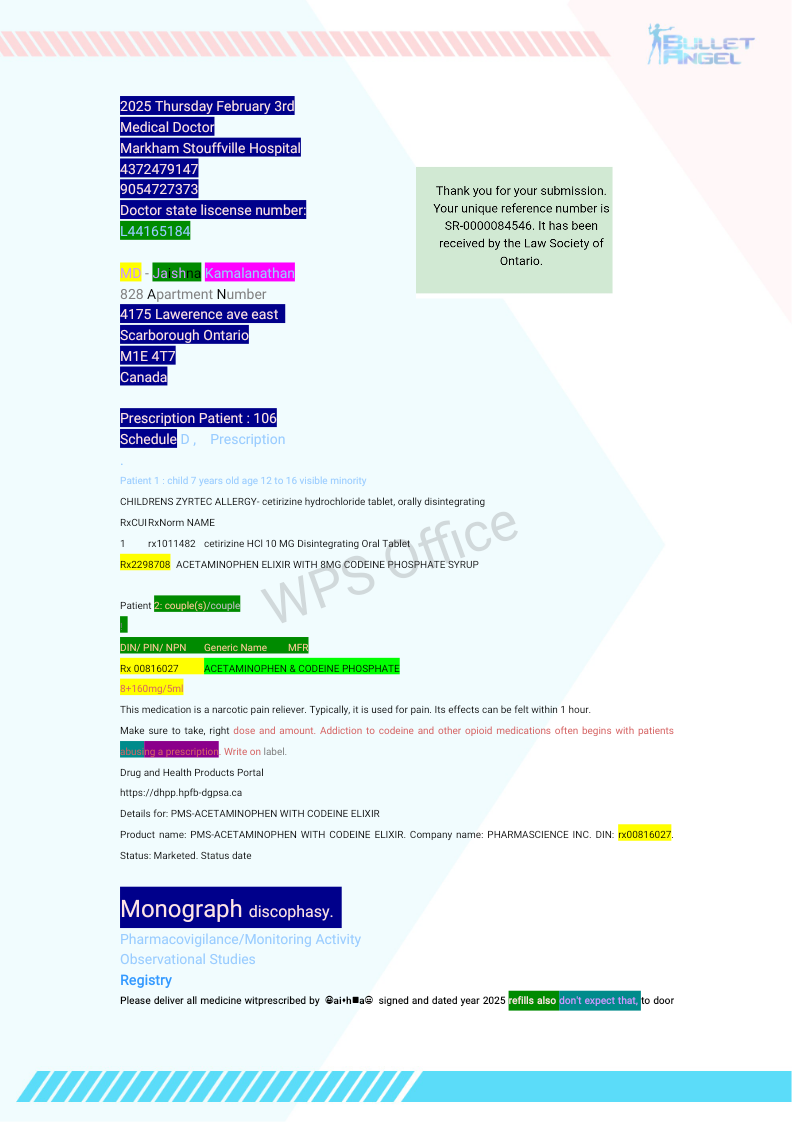 BULLET
ANGEL
2025 Thursday February 3rd
Medical Doctor
Markham Stouffville Hospital
4372479147
9054727373
Doctor state liscense number:
L44165184
Thank you for your submission.
Your unique reference number is
SR-0000084546. It has been
received by the Law Society of
Ontario.
MD - Jaishna Kamalanathan
828 Apartment Number
4175 Lawerence ave east
Scarborough Ontario
M1E 4T7
Canada
Prescription Patient : 106
Schedule D , Prescription
.
Patient 1 : child 7 years old age 12 to 16 visible minority
CHILDRENS ZYRTEC ALLERGY- cetirizine hydrochloride tablet, orally disintegrating
RxCUI RxNorm NAME
1 rx1011482 cetirizine HCl 10 MG Disintegrating Oral Tablet
Rx2298708 ACETAMINOPHEN ELIXIR WITH 8MG CODEINE PHOSPHATE SYRUP
WPS Office
Patient 2: couple(s)/couple
DIN/ PIN/ NPN Generic Name MFR
Rx 00816027 ACETAMINOPHEN & CODEINE PHOSPHATE
8+160mg/5ml
This medication is a narcotic pain reliever. Typically, it is used for pain. Its effects can be felt within 1 hour.
Make sure to take, right dose and amount. Addiction to codeine and other opioid medications often begins with patients
abusing a prescription. Write on label.
Drug and Health Products Portal
https://dhpp.hpfb-dgpsa.ca
Details for: PMS-ACETAMINOPHEN WITH CODEINE ELIXIR
Product name: PMS-ACETAMINOPHEN WITH CODEINE ELIXIR. Company name: PHARMASCIENCE INC. DIN: rx00816027.
Status: Marketed. Status date
Monograph discophasy.
Pharmacovigilance/Monitoring Activity
Observational Studies
Registry
Please deliver all medicine witprescribed by signed and dated year 2025 refills also don't expect that, to door